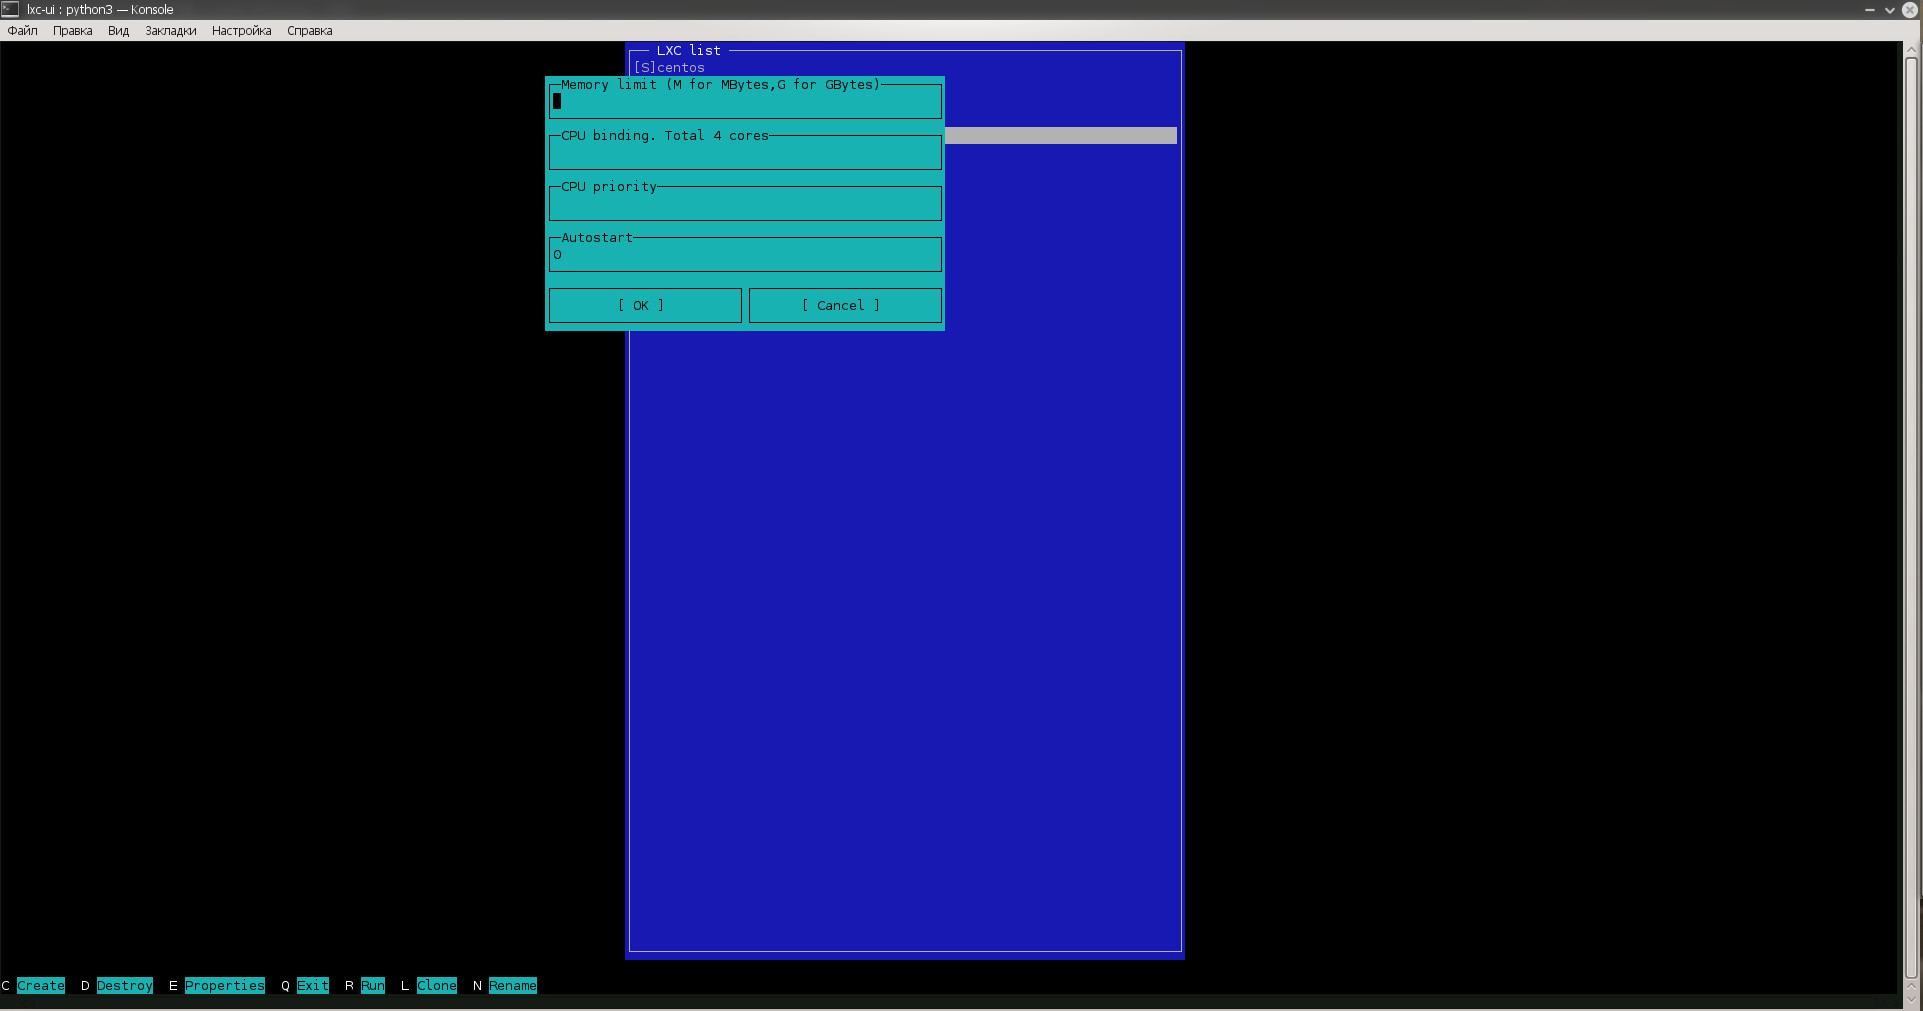 lxc-ui : python3 — Konsole
Файл Правка Вид Закладки Настройка Справка
LXC list
[S]centos
Memory limit (M for MBytes,G for GBytes)
CPU binding. Total 4 cores
CPU priority
Autostart
0
[ OK ] [ Cancel ]
C Create D Destroy E Properties Q Exit R Run L Clone N Rename